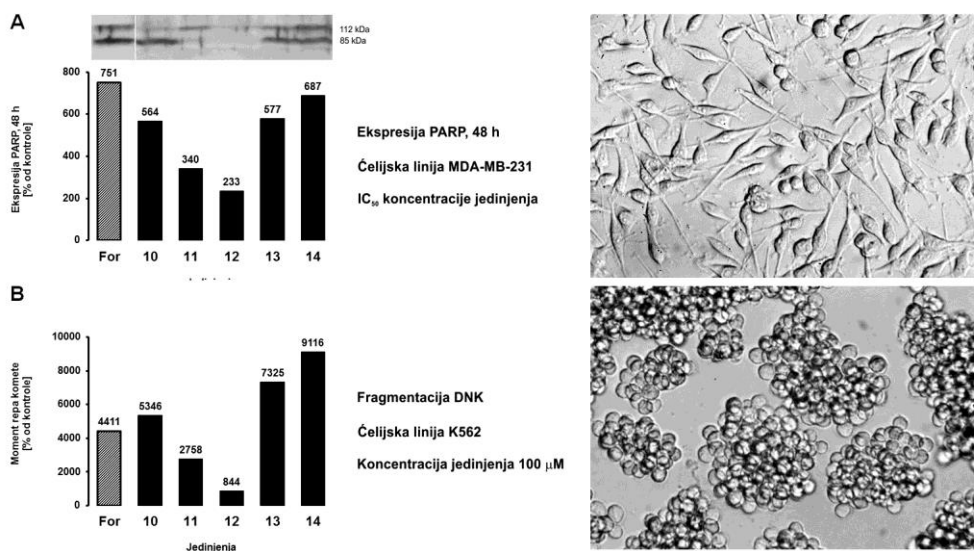 A
112 kDa
85 kDa
Ekspresija PARP, 48 h
[% od kontrole]
800
600
400
200
0
751
564
340
233
577
687
For
10
11
12
13
14
Ekspresija PARP, 48 h
Ćelijska linija MDA-MB-231
IC₅₀ koncentracije jedinjenja
B
Moment repa komete
[% od kontrole]
10000
8000
6000
4000
2000
0
4411
5346
2758
844
7325
9116
For
10
11
12
13
14
Jedinjenja
Fragmentacija DNK
Ćelijska linija K562
Koncentracija jedinjenja 100 μM